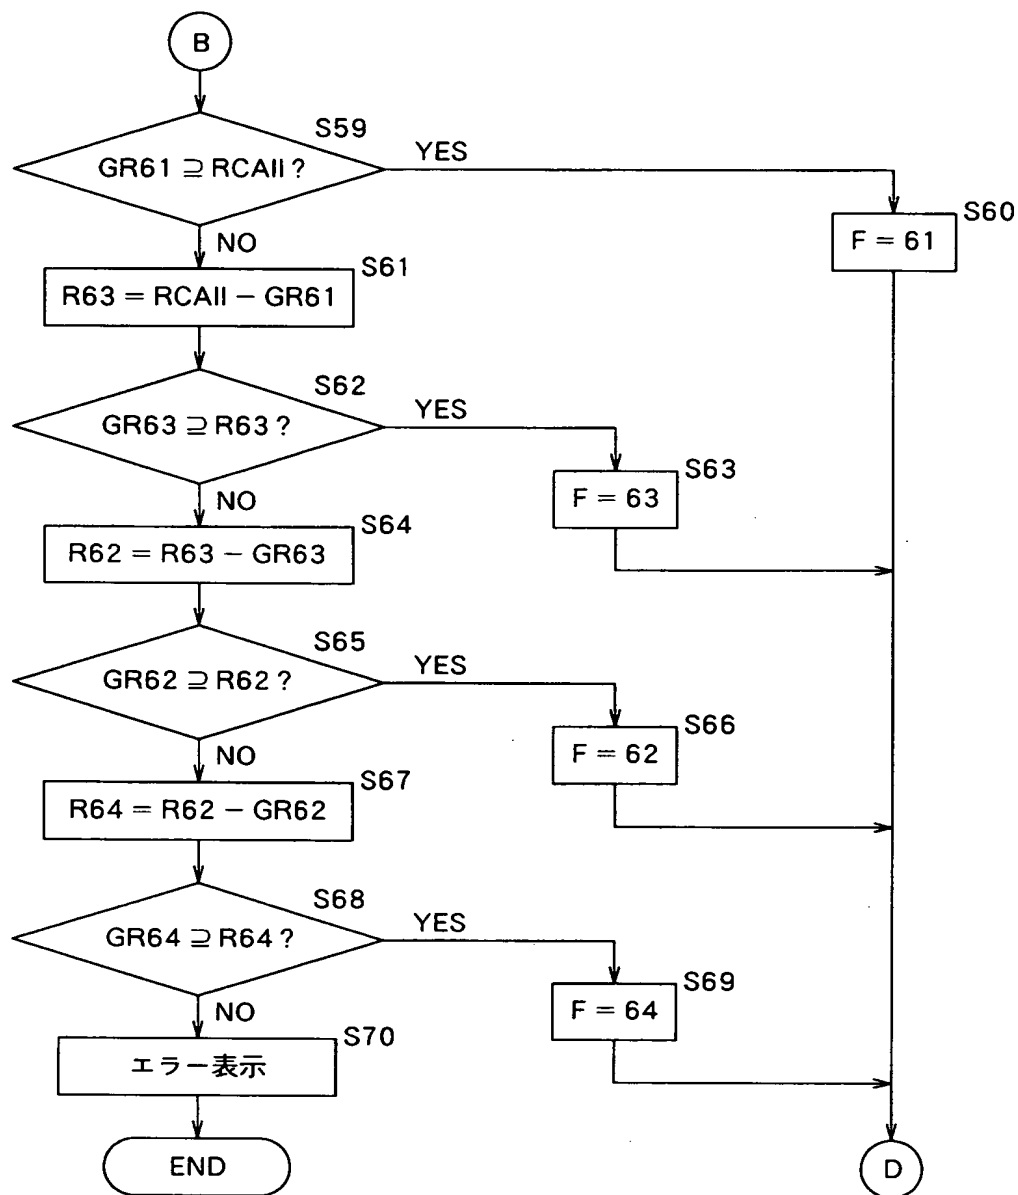 B
S59
GR61 ⊇ RCAII ?
YES
S60
F = 61
NO
S61
R63 = RCAII − GR61
S62
GR63 ⊇ R63 ?
YES
S63
F = 63
NO
S64
R62 = R63 − GR63
S65
GR62 ⊇ R62 ?
YES
S66
F = 62
NO
S67
R64 = R62 − GR62
S68
GR64 ⊇ R64 ?
YES
S69
F = 64
NO
S70
エラー表示
END
D